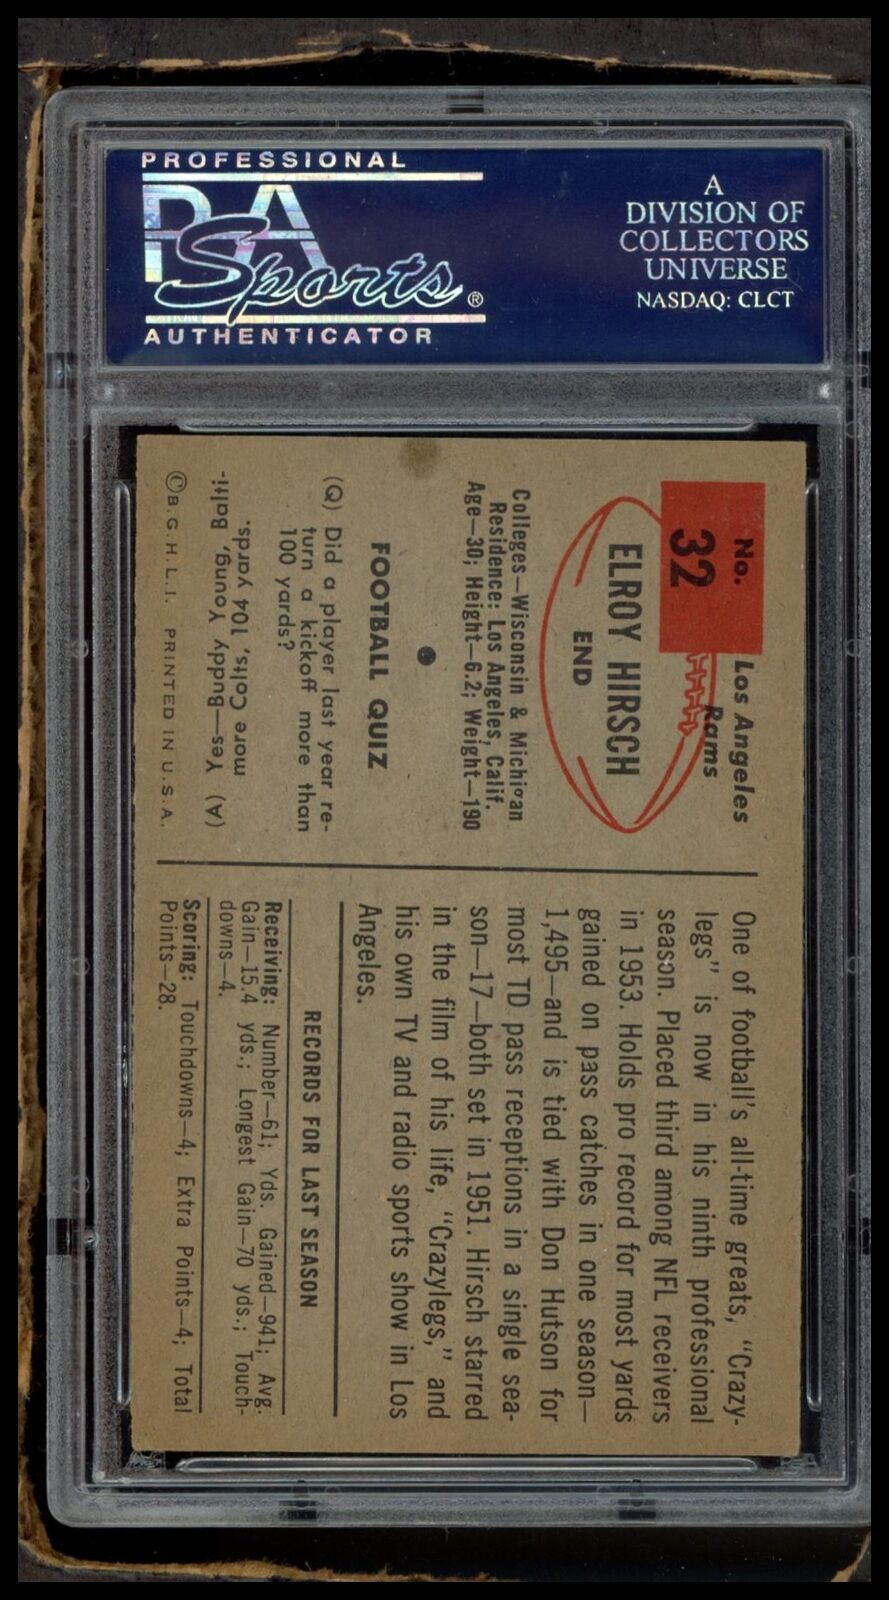 PROFESSIONAL
PSA
Sports®
AUTHENTICATOR
A
DIVISION OF
COLLECTORS
UNIVERSE
NASDAQ: CLCT
No.
32
Los Angeles
Rams
ELROY HIRSCH
END
Colleges—Wisconsin & Michigan
Residence: Los Angeles, Calif.
Age—30; Height—6.2; Weight—190
FOOTBALL QUIZ
(Q) Did a player last year re-
turn a kickoff more than
100 yards?
(A) Yes—Buddy Young, Balti-
more Colts, 104 yards.
©B.G.H.L.I. PRINTED IN U.S.A.
One of football's all-time greats, "Crazy-
legs" is now in his ninth professional
season. Placed third among NFL receivers
in 1953. Holds pro record for most yards
gained on pass catches in one season—
1,495—and is tied with Don Hutson for
most TD pass receptions in a single sea-
son—17—both set in 1951. Hirsch starred
in the film of his life, "Crazylegs," and
his own TV and radio sports show in Los
Angeles.
RECORDS FOR LAST SEASON
Receiving: Number—61; Yds. Gained—941; Avg.
Gain—15.4 yds.; Longest Gain—70 yds.; Touch-
downs—4.
Scoring: Touchdowns—4; Extra Points—4; Total
Points—28.